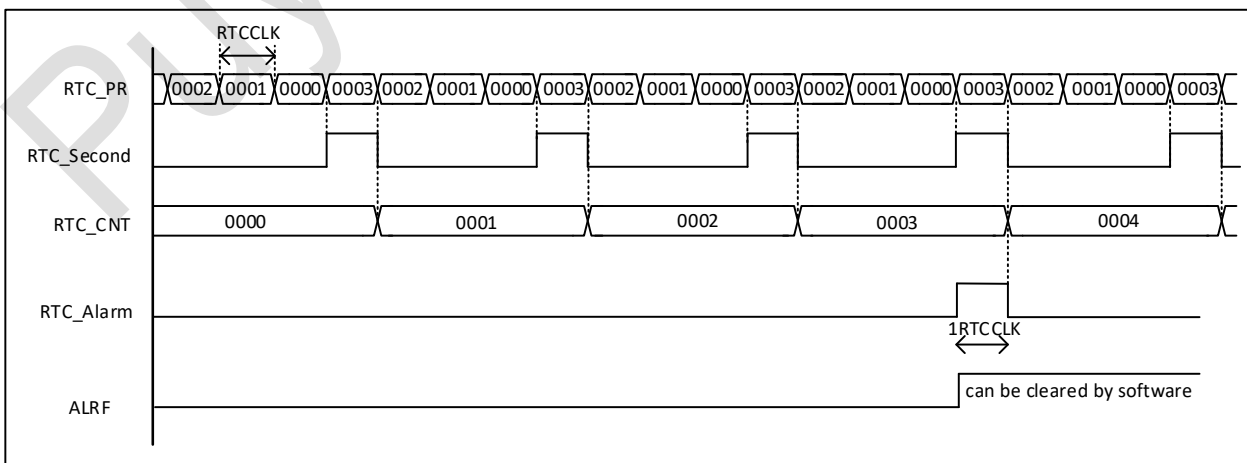 RTCCLK
RTC_PR 0002 0001 0000 0003 0002 0001 0000 0003 0002 0001 0000 0003 0002 0001 0000 0003 0002 0001 0000 0003
RTC_Second
RTC_CNT 0000 0001 0002 0003 0004
RTC_Alarm
1RTCCLK
ALRF can be cleared by software
Puy